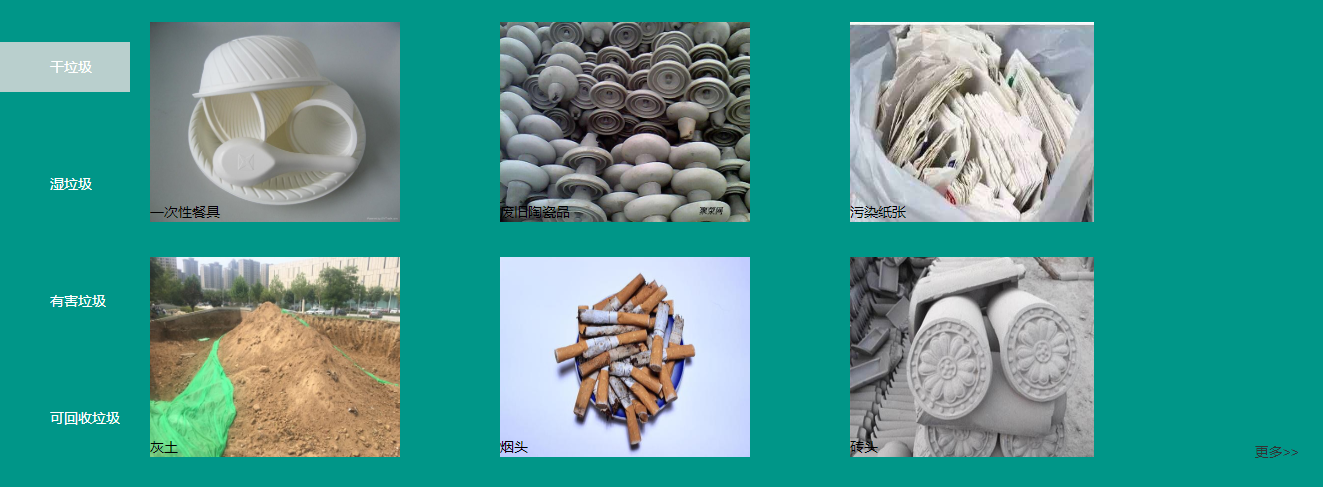 干垃圾
湿垃圾
有害垃圾
可回收垃圾
一次性餐具
废旧陶瓷品
污染纸张
灰土
烟头
砖头
更多>>